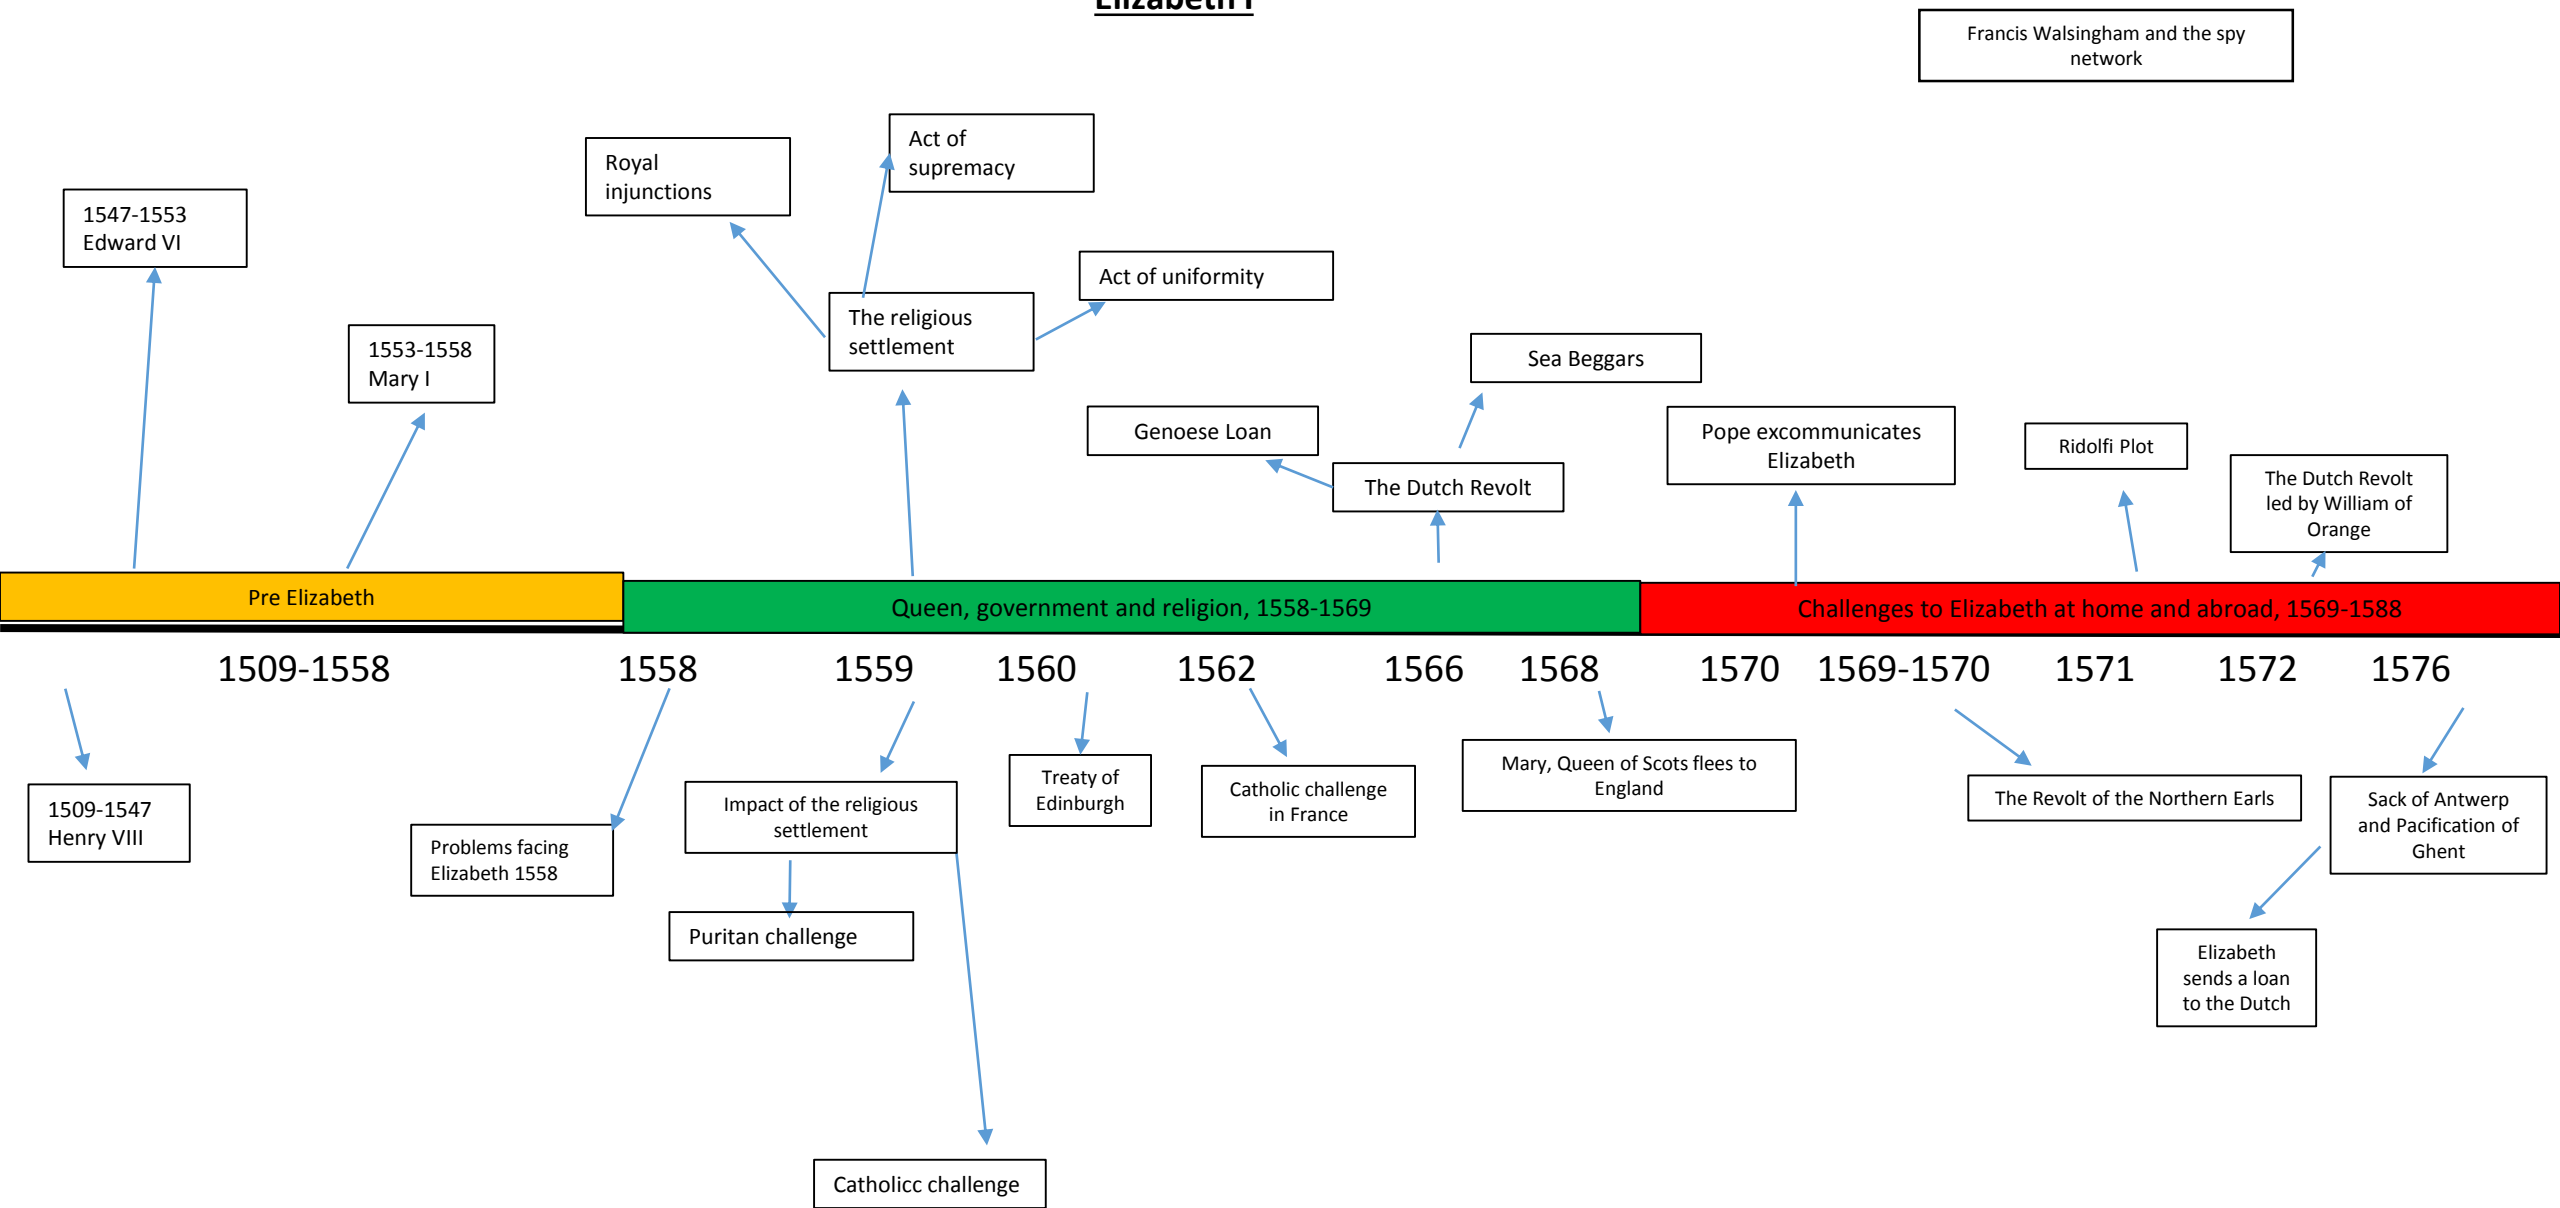 Elizabeth I
Francis Walsingham and the spy
network
Act of
supremacy
Royal
injunctions
1547-1553
Edward VI
Act of uniformity
The religious
settlement
1553-1558
Mary I
Sea Beggars
Genoese Loan
The Dutch Revolt
Pope excommunicates
Elizabeth
Ridolfi Plot
The Dutch Revolt
led by William of
Orange
Pre Elizabeth
Queen, government and religion, 1558-1569
Challenges to Elizabeth at home and abroad, 1569-1588
1509-1558
1558
1559
1560
1562
1566
1568
1570
1569-1570
1571
1572
1576
1509-1547
Henry VIII
Problems facing
Elizabeth 1558
Impact of the religious
settlement
Puritan challenge
Catholicc challenge
Treaty of
Edinburgh
Catholic challenge
in France
Mary, Queen of Scots flees to
England
The Revolt of the Northern Earls
Sack of Antwerp
and Pacification of
Ghent
Elizabeth
sends a loan
to the Dutch